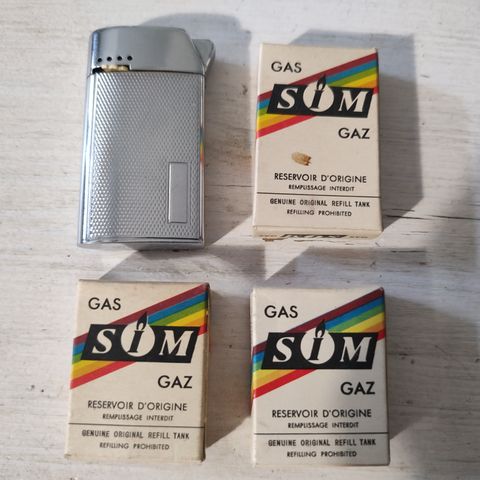 GAS
SiM
GAZ
RESERVOIR D'ORIGINE
REMPLISSAGE INTERDIT
GENUINE ORIGINAL REFILL TANK
REFILLING PROHIBITED
GAS
SiM
GAZ
RESERVOIR D'ORIGINE
REMPLISSAGE INTERDIT
GENUINE ORIGINAL REFILL TANK
REFILLING PROHIBITED
GAS
SiM
GAZ
RESERVOIR D'ORIGINE
REMPLISSAGE INTERDIT
GENUINE ORIGINAL REFILL TANK
REFILLING PROHIBITED